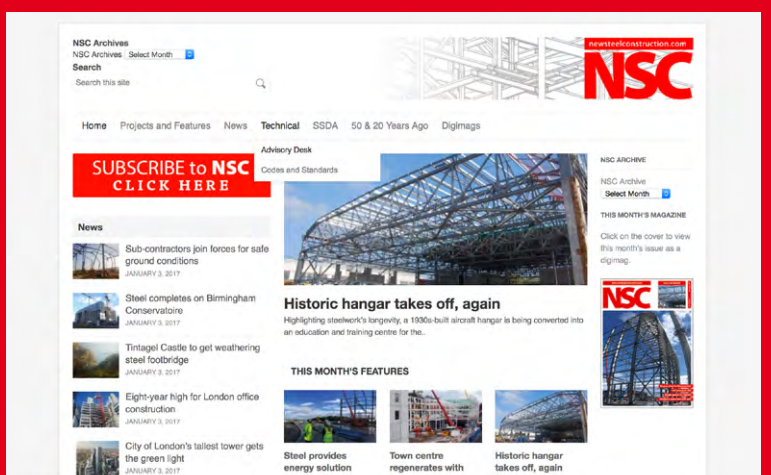 NSC Archives
NSC Archives Select Month
Search
Search this site
newsteelconstruction.com
NSC
Home Projects and Features News Technical SSDA 50 & 20 Years Ago Digimags
Advisory Desk
Codes and Standards
SUBSCRIBE to NSC
CLICK HERE
News
Sub-contractors join forces for safe
ground conditions
JANUARY 3, 2017
Steel completes on Birmingham
Conservatoire
JANUARY 3, 2017
Tintagel Castle to get weathering
steel footbridge
JANUARY 3, 2017
Eight-year high for London office
construction
JANUARY 3, 2017
City of London's tallest tower gets
the green light
JANUARY 3, 2017
Historic hangar takes off, again
Highlighting steelwork's longevity, a 1930s-built aircraft hangar is being converted into
an education and training centre for the..
THIS MONTH'S FEATURES
Steel provides
energy solution
Town centre
regenerates with
Historic hangar
takes off, again
NSC ARCHIVE
NSC Archive
Select Month
THIS MONTH'S MAGAZINE
Click on the cover to view
this month's issue as a
digimag.
NSC